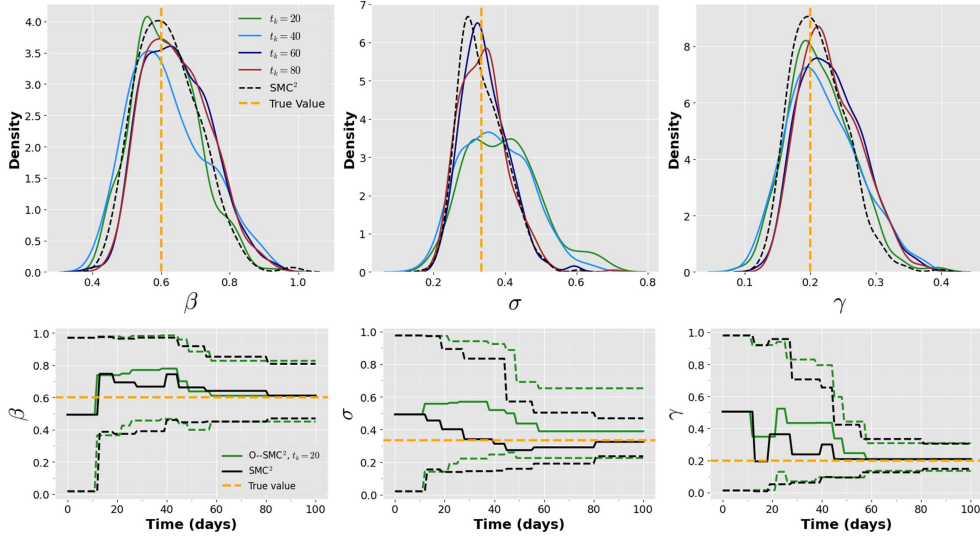 4.0
3.5
3.0
2.5
2.0
1.5
1.0
0.5
0.0
Density
0.4 0.6 0.8 1.0
β
t_k = 20
t_k = 40
t_k = 60
t_k = 80
SMC²
True Value
7
6
5
4
3
2
1
0
Density
0.2 0.4 0.6 0.8
σ
8
6
4
2
0
Density
0.1 0.2 0.3 0.4
γ
1.0
0.8
0.6
0.4
0.2
0.0
β
0 20 40 60 80 100
Time (days)
O--SMC², t_k = 20
SMC²
True value
1.0
0.8
0.6
0.4
0.2
0.0
σ
0 20 40 60 80 100
Time (days)
1.0
0.8
0.6
0.4
0.2
0.0
γ
0 20 40 60 80 100
Time (days)